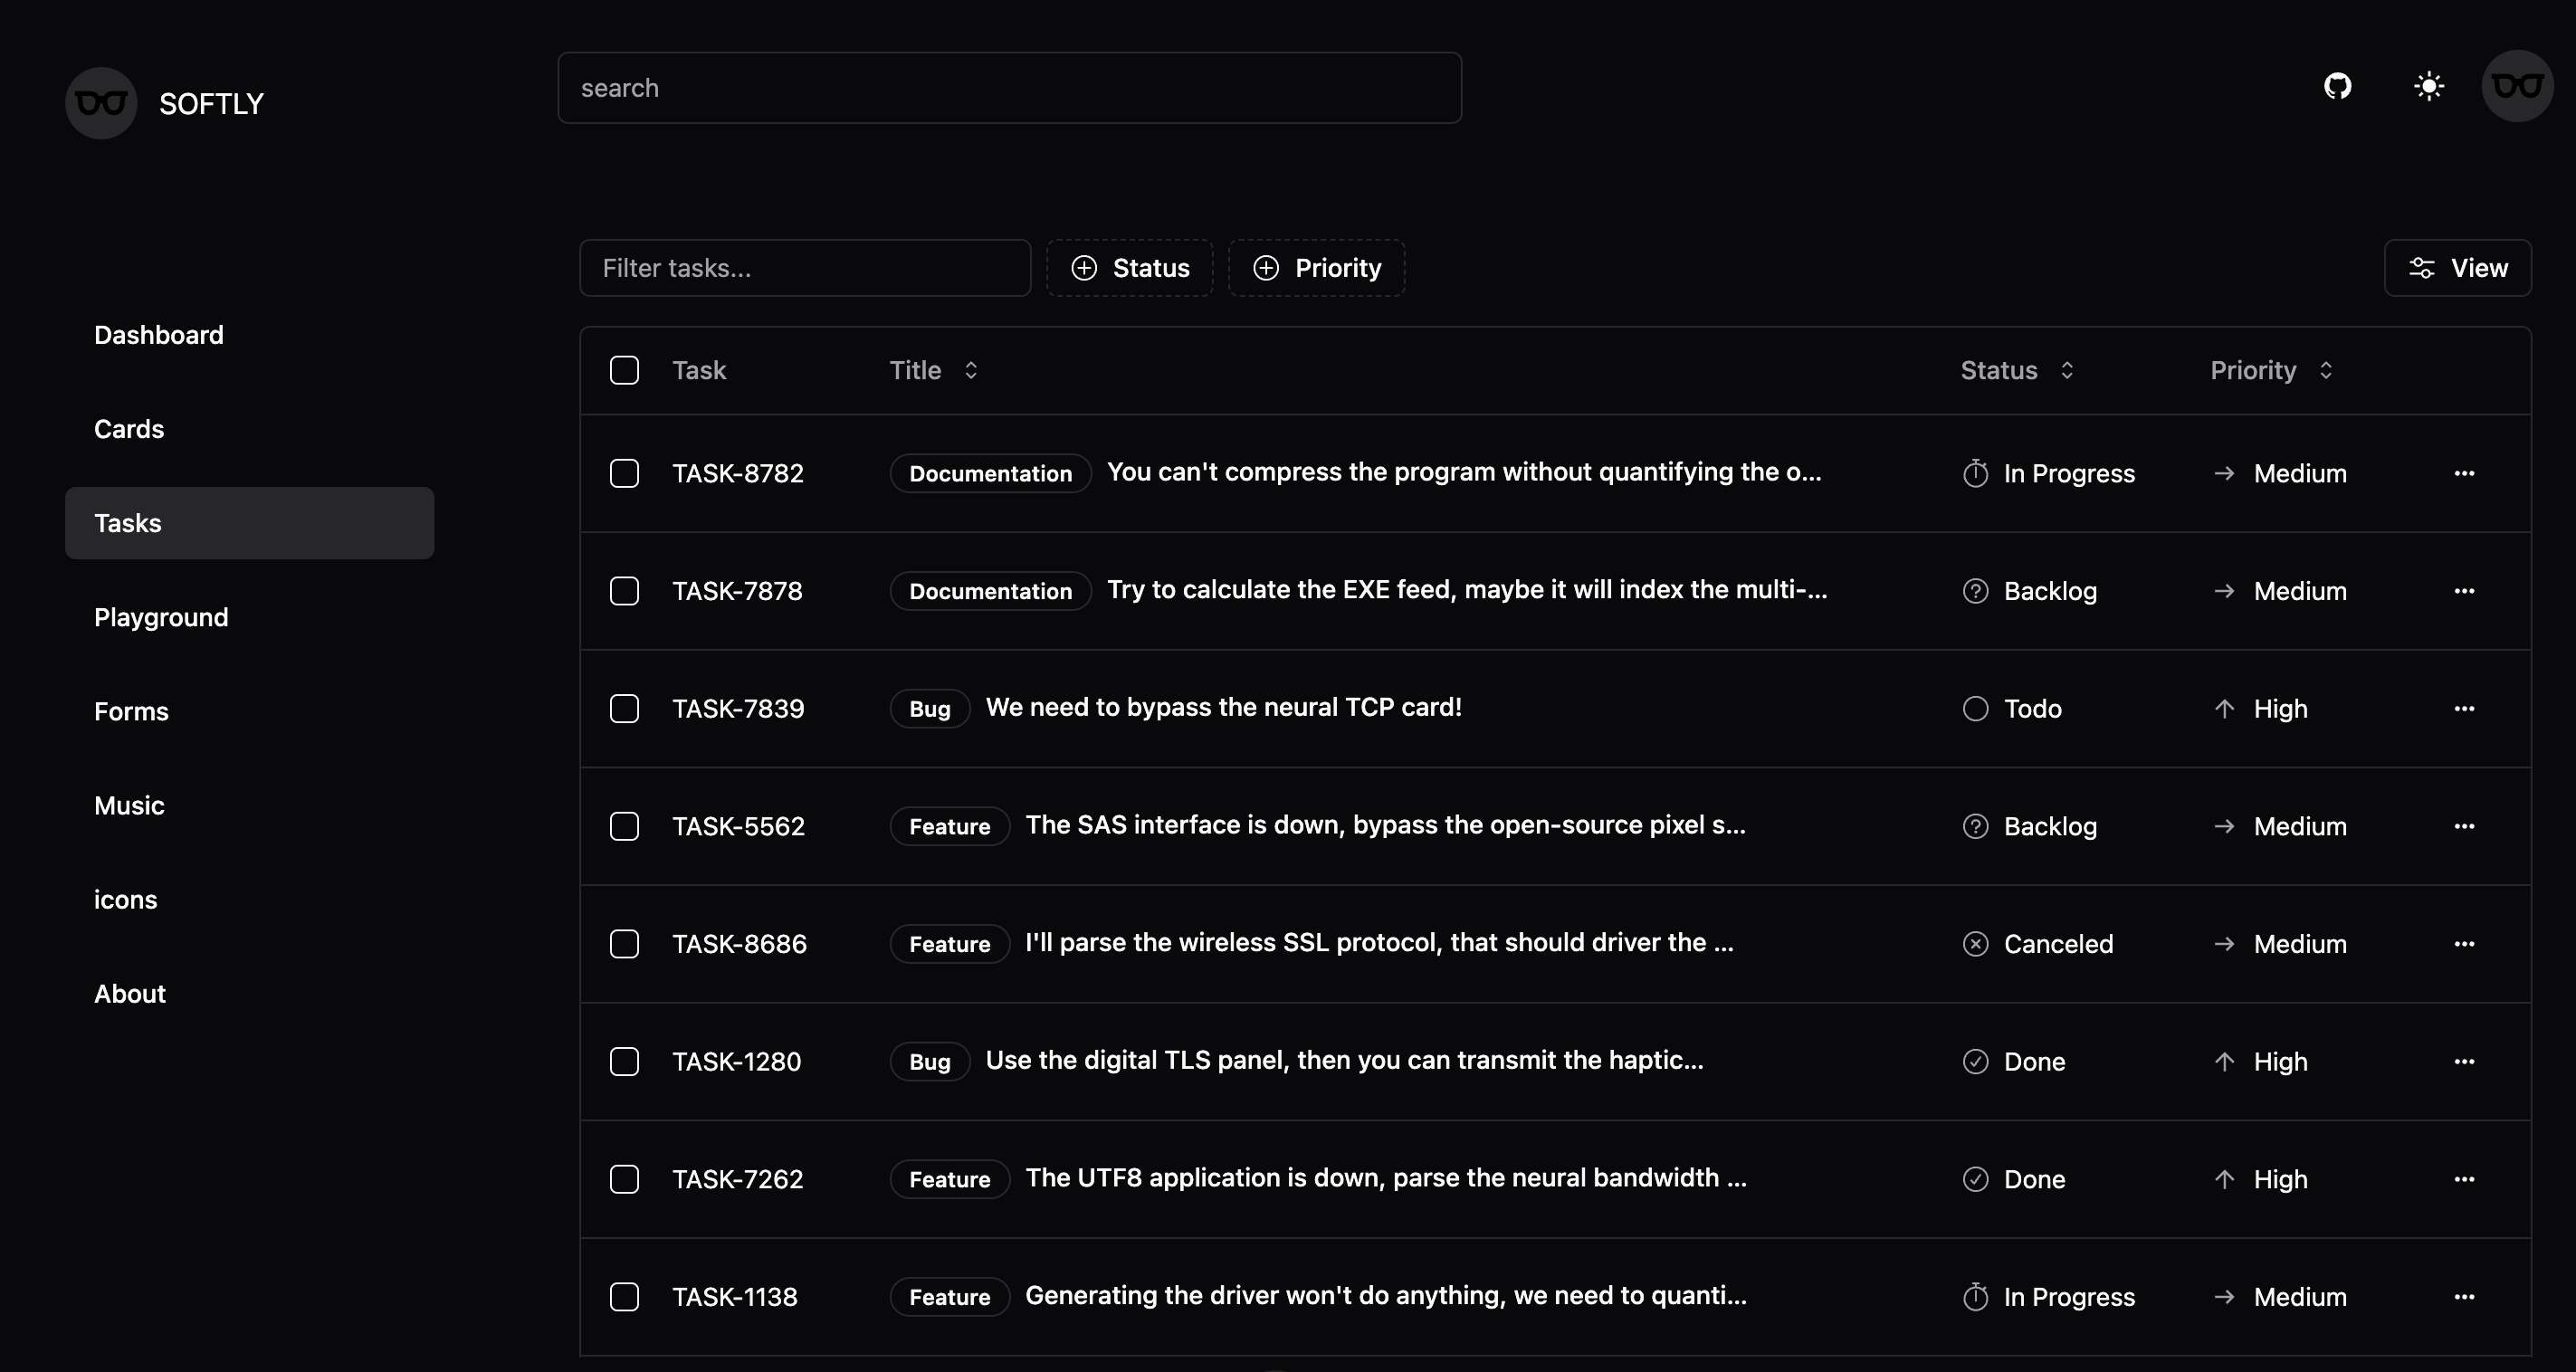 SOFTLY
search
Filter tasks...
Status
Priority
View
Dashboard
Cards
Tasks
Playground
Forms
Music
icons
About
Task Title Status Priority
TASK-8782 Documentation You can't compress the program without quantifying the o... In Progress Medium
TASK-7878 Documentation Try to calculate the EXE feed, maybe it will index the multi-... Backlog Medium
TASK-7839 Bug We need to bypass the neural TCP card! Todo High
TASK-5562 Feature The SAS interface is down, bypass the open-source pixel s... Backlog Medium
TASK-8686 Feature I'll parse the wireless SSL protocol, that should driver the ... Canceled Medium
TASK-1280 Bug Use the digital TLS panel, then you can transmit the haptic... Done High
TASK-7262 Feature The UTF8 application is down, parse the neural bandwidth ... Done High
TASK-1138 Feature Generating the driver won't do anything, we need to quanti... In Progress Medium